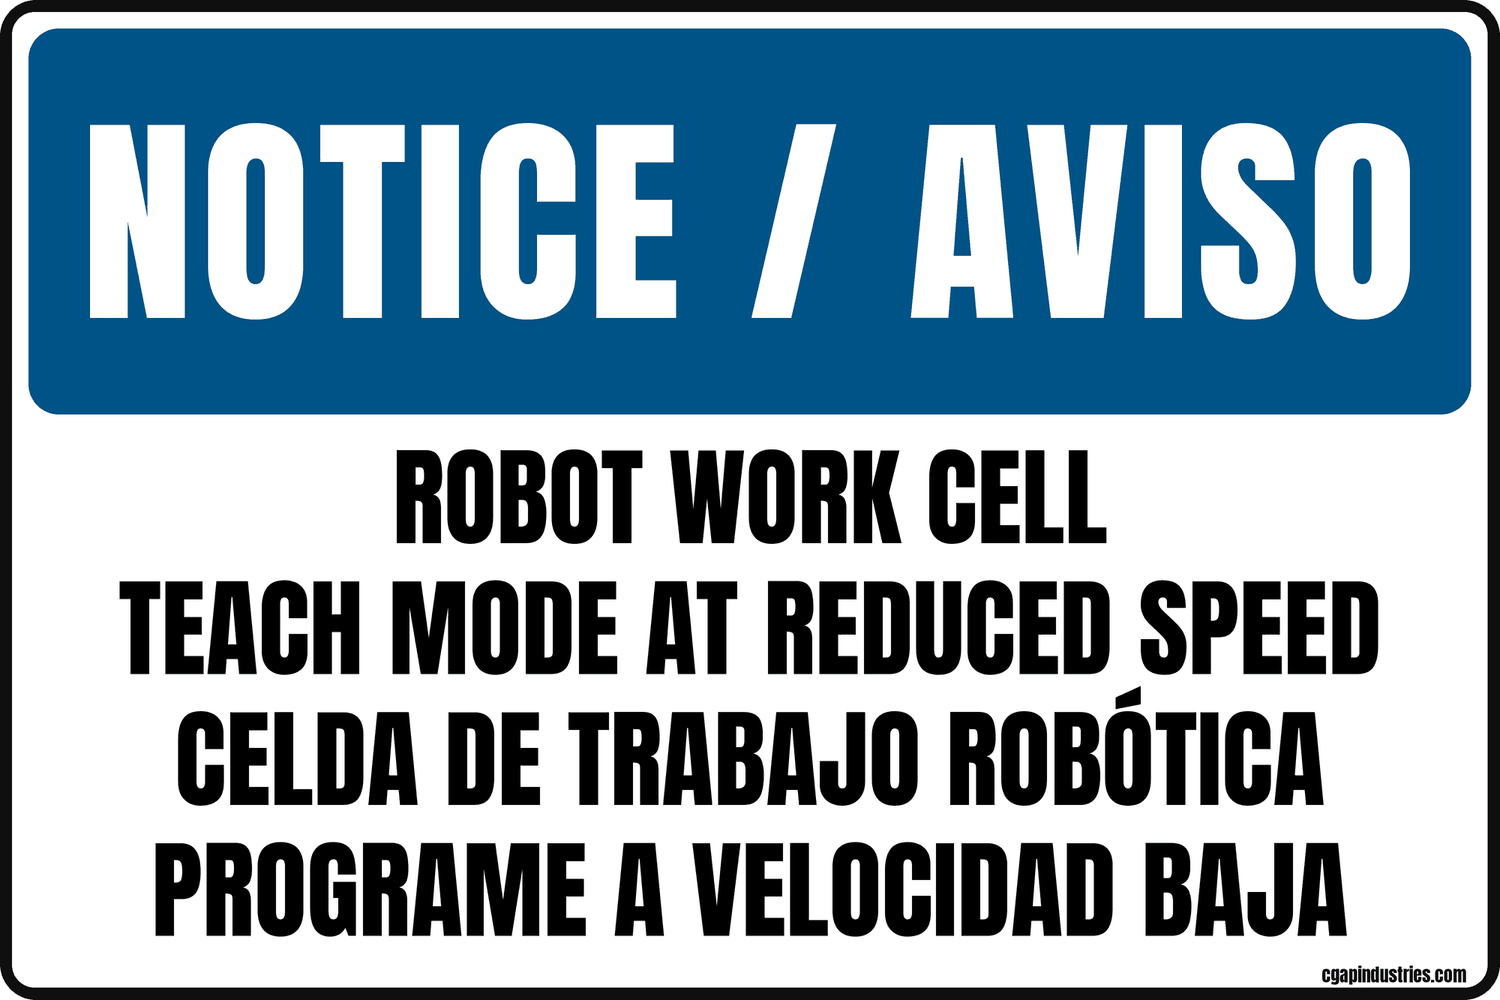 NOTICE / AVISO
ROBOT WORK CELL
TEACH MODE AT REDUCED SPEED
CELDA DE TRABAJO ROBÓTICA
PROGRAME A VELOCIDAD BAJA
cgapindustries.com